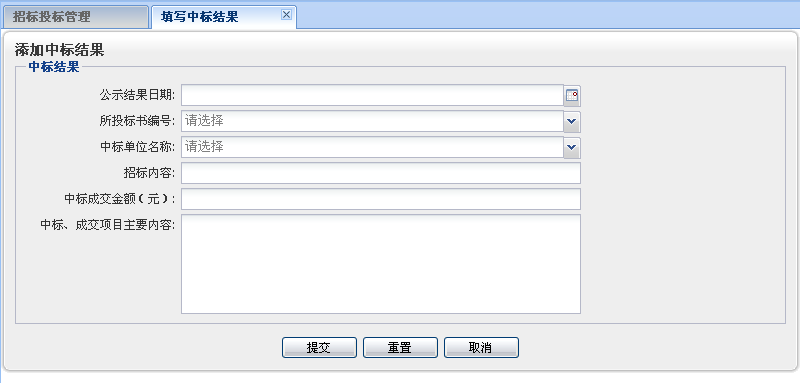 招标投标管理
填写中标结果
添加中标结果
中标结果
公示结果日期:
所投标书编号: 请选择
中标单位名称: 请选择
招标内容:
中标成交金额（元）:
中标、成交项目主要内容:
提交 重置 取消